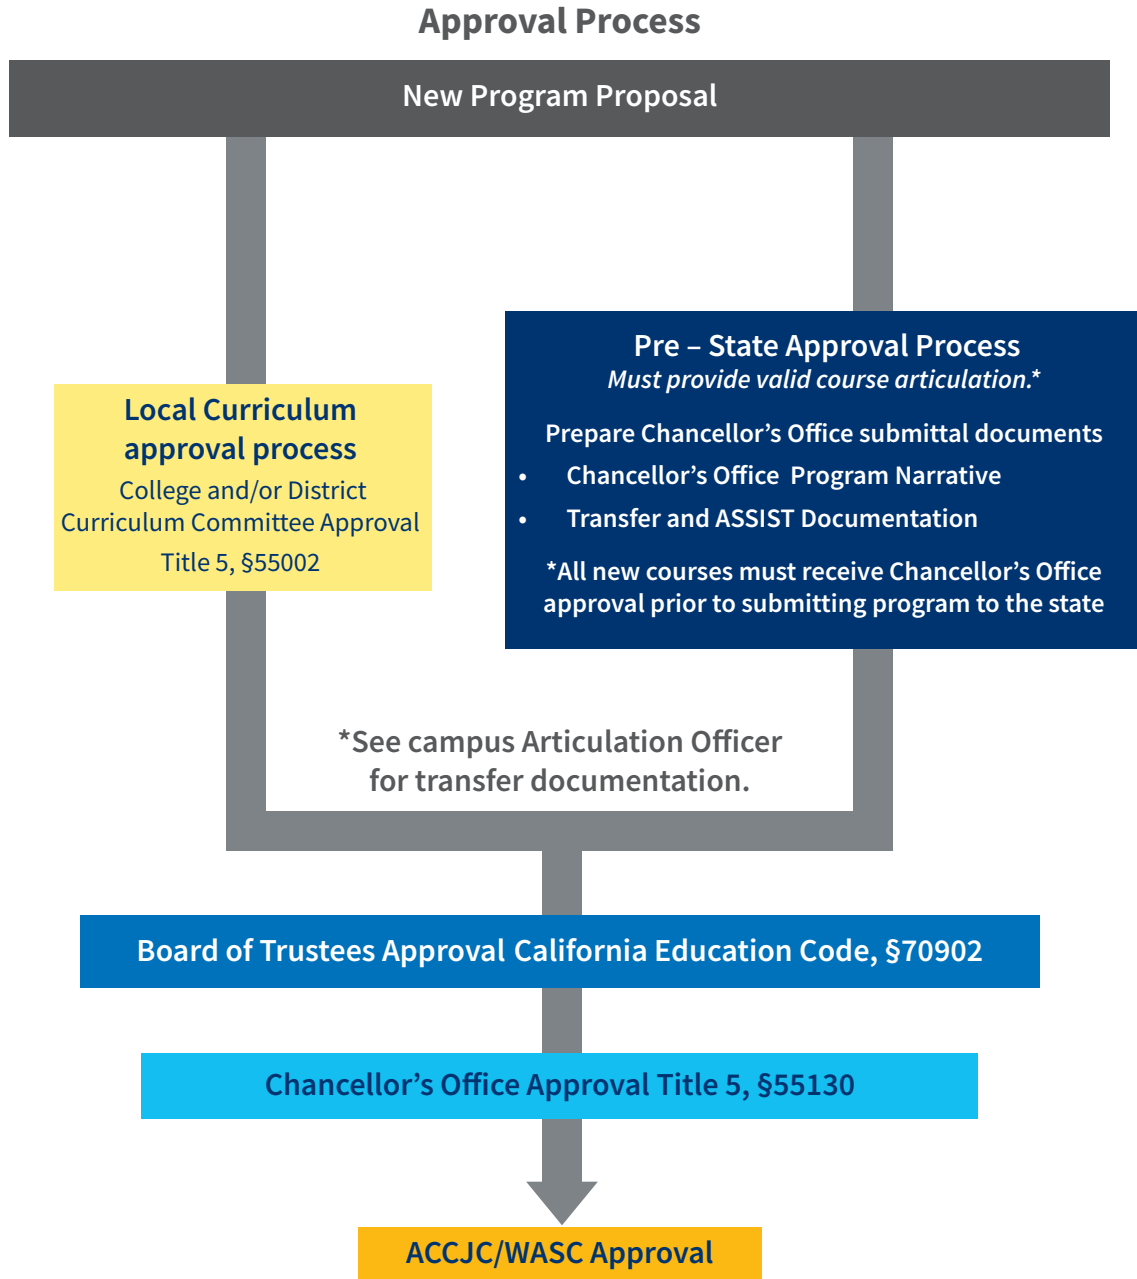 Approval Process
New Program Proposal
Local Curriculum
approval process
College and/or District
Curriculum Committee Approval
Title 5, §55002
Pre – State Approval Process
Must provide valid course articulation.*
Prepare Chancellor’s Office submittal documents
• Chancellor’s Office Program Narrative
• Transfer and ASSIST Documentation
*All new courses must receive Chancellor’s Office
approval prior to submitting program to the state
*See campus Articulation Officer
for transfer documentation.
Board of Trustees Approval California Education Code, §70902
Chancellor’s Office Approval Title 5, §55130
ACCJC/WASC Approval